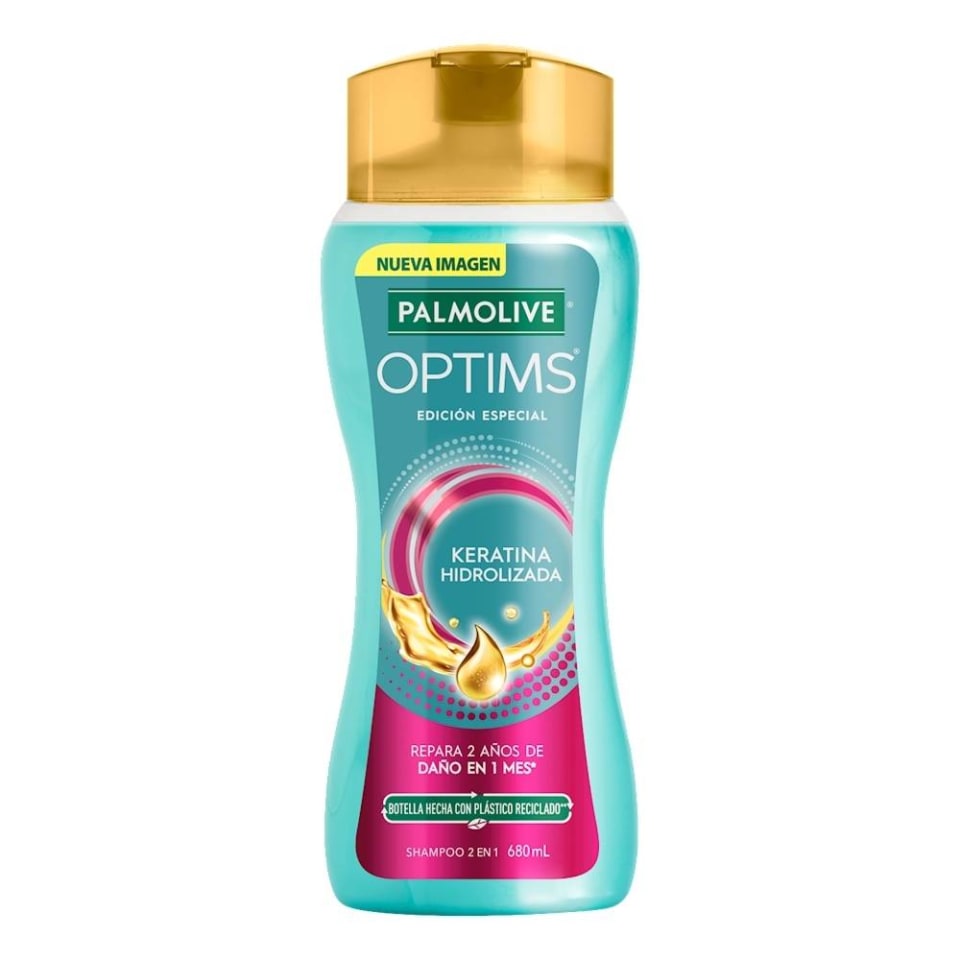 NUEVA IMAGEN
PALMOLIVE®
OPTIMS®
EDICIÓN ESPECIAL
KERATINA
HIDROLIZADA
REPARA 2 AÑOS DE
DAÑO EN 1 MES*
BOTELLA HECHA CON PLÁSTICO RECICLADO**
SHAMPOO 2 EN 1 680mL